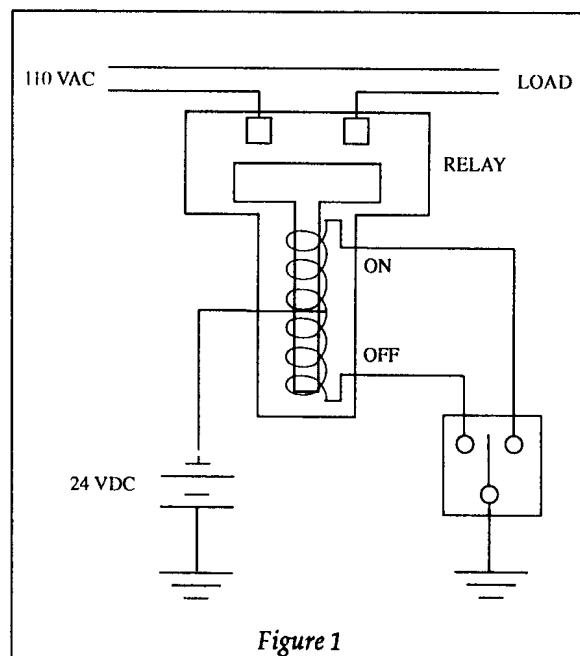 110 VAC
LOAD
RELAY
ON
OFF
24 VDC
Figure 1